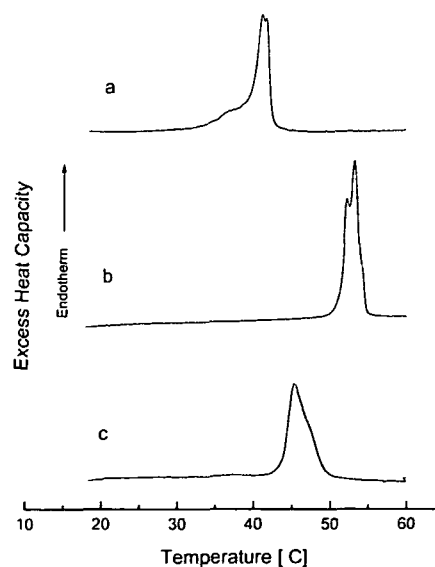 a
b
c
Excess Heat Capacity
Endotherm
10 20 30 40 50 60
Temperature [ C]